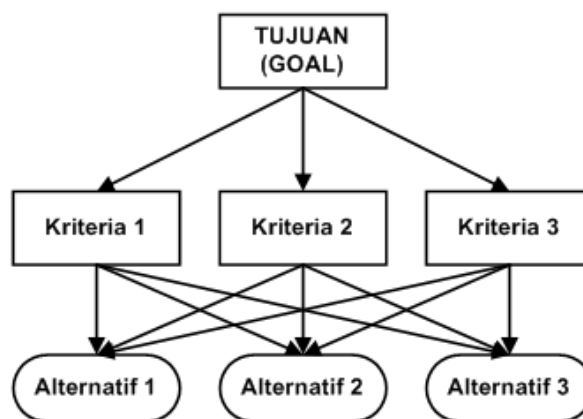 TUJUAN
(GOAL)
Kriteria 1
Kriteria 2
Kriteria 3
Alternatif 1
Alternatif 2
Alternatif 3